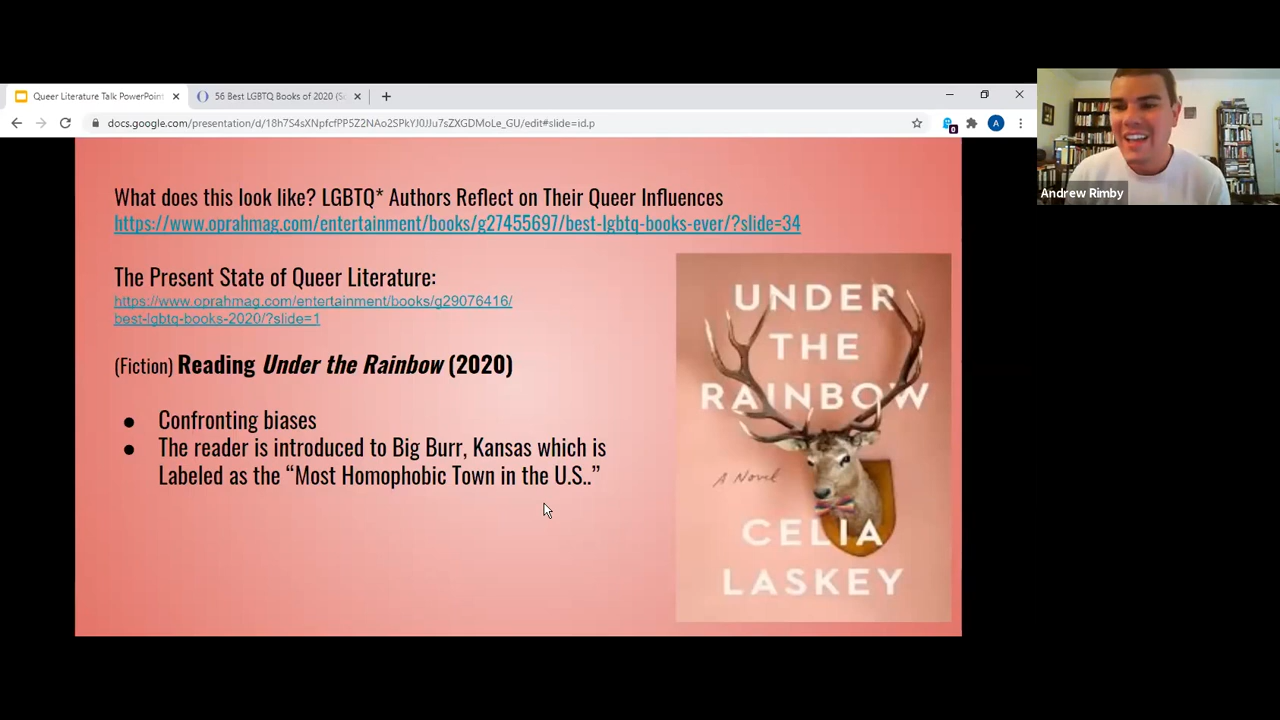 Queer Literature Talk PowerPoint
56 Best LGBTQ Books of 2020 (So
docs.google.com/presentation/d/18h7S4sXNpfcfPP5Z2NAo2SPkYJ0JJu7sZXGDMoLe_GU/edit#slide=id.p
A
Andrew Rimby
What does this look like? LGBTQ* Authors Reflect on Their Queer Influences
https://www.oprahmag.com/entertainment/books/g27455697/best-lgbtq-books-ever/?slide=34
The Present State of Queer Literature:
https://www.oprahmag.com/entertainment/books/g29076416/
best-lgbtq-books-2020/?slide=1
(Fiction) Reading Under the Rainbow (2020)
● Confronting biases
● The reader is introduced to Big Burr, Kansas which is
Labeled as the “Most Homophobic Town in the U.S..”
UNDER
THE
RAINBOW
A Novel
CELIA
LASKEY